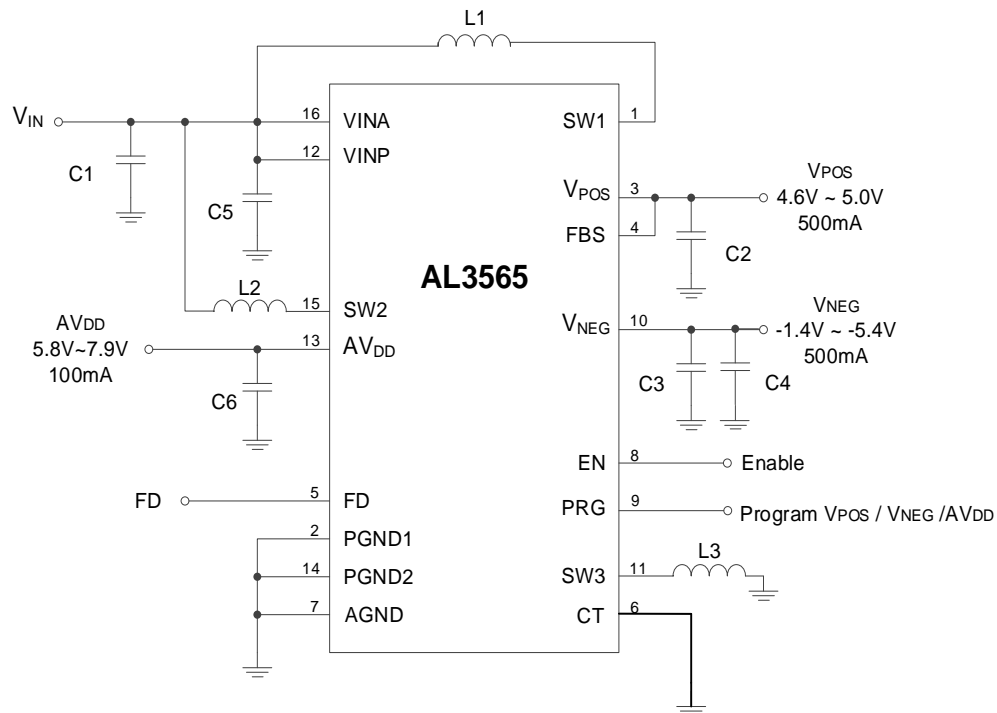 L1
VIN
16
VINA
SW1
1
12
VINP
C1
C5
VPOS
3
VPOS
4.6V ~ 5.0V
500mA
FBS
4
C2
AL3565
L2
15
SW2
AVDD
5.8V~7.9V
100mA
13
AVDD
C6
VNEG
10
VNEG
-1.4V ~ -5.4V
500mA
C3
C4
EN
8
Enable
FD
5
FD
PRG
9
Program VPOS / VNEG /AVDD
2
PGND1
L3
14
PGND2
SW3
11
7
AGND
CT
6